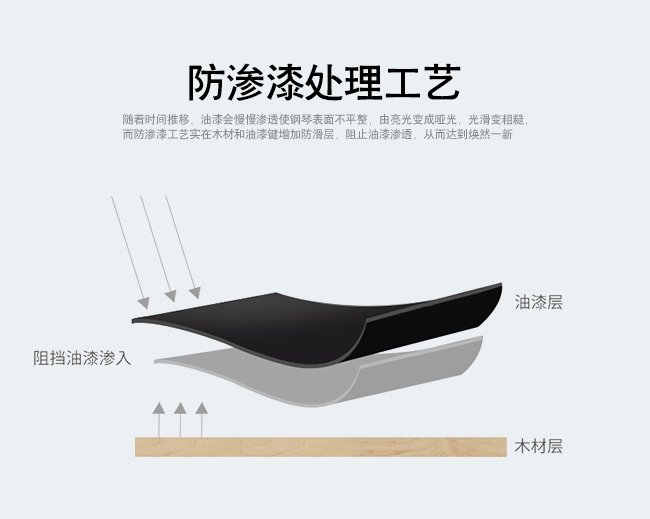 防渗漆处理工艺
随着时间推移，油漆会慢慢渗透使钢琴表面不平整，由亮光变成哑光，光滑变粗糙，
而防渗漆工艺实在木材和油漆键增加防滑层，阻止油漆渗透，从而达到焕然一新
油漆层
阻挡油漆渗入
木材层